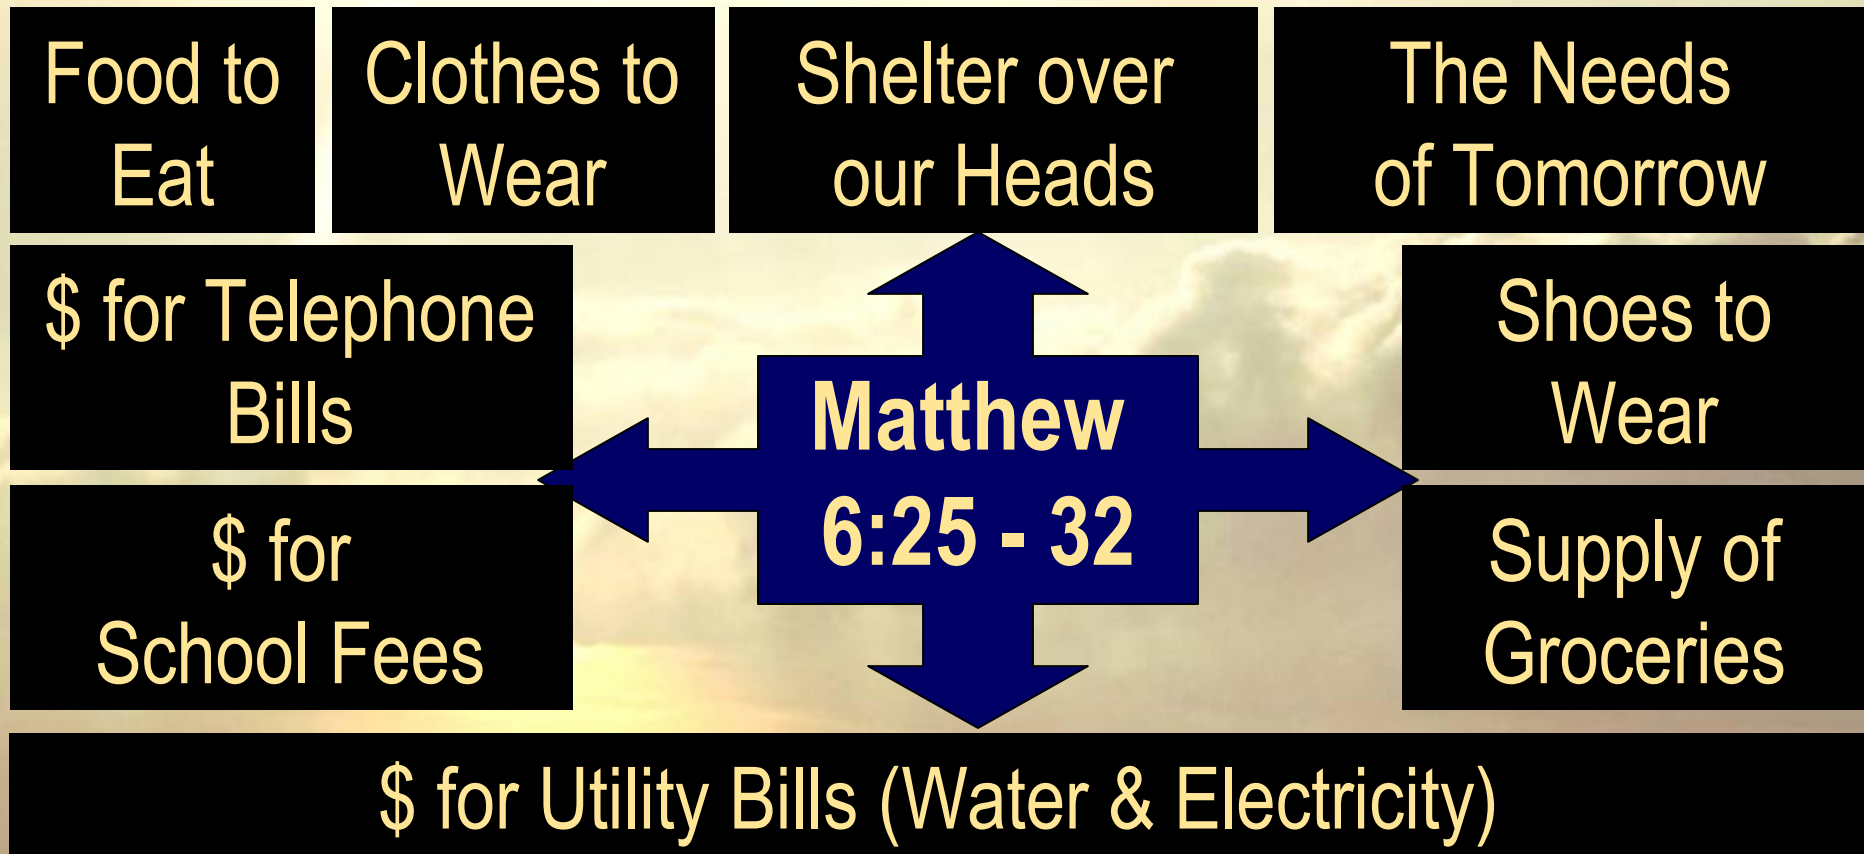 Food to
Eat
Clothes to
Wear
Shelter over
our Heads
The Needs
of Tomorrow
$ for Telephone
Bills
Matthew
6:25 - 32
Shoes to
Wear
$ for
School Fees
Supply of
Groceries
$ for Utility Bills (Water & Electricity)